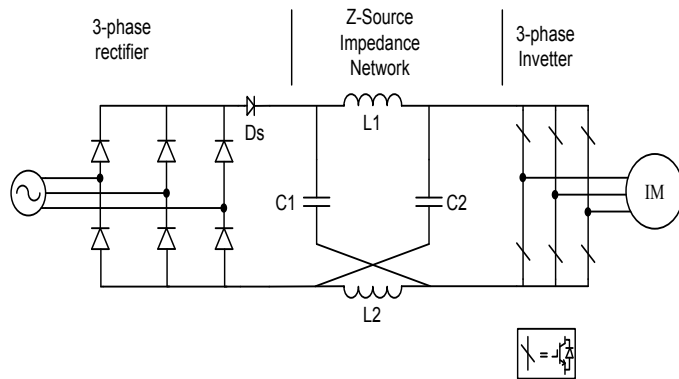 3-phase
rectifier
Z-Source
Impedance
Network
3-phase
Invetter
Ds
L1
C1
C2
IM
L2
=